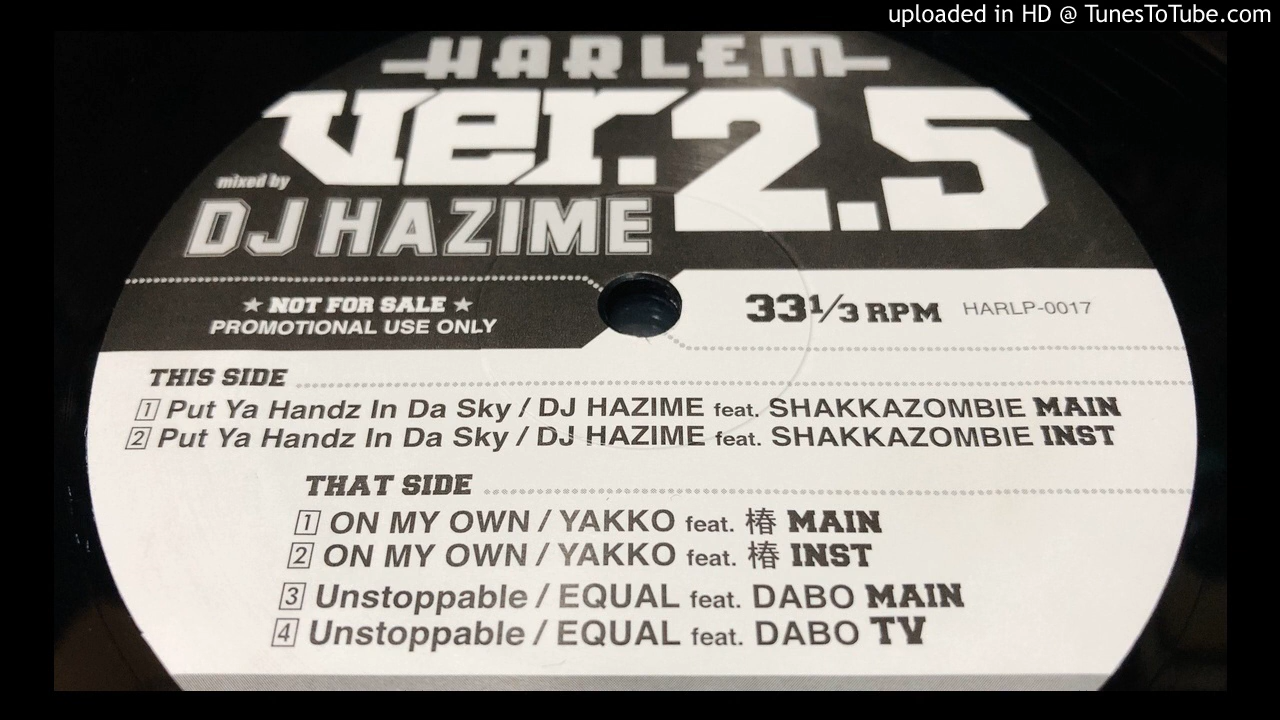 uploaded in HD @ TunesToTube.com
HARLEM
ver.2.5
mixed by
DJ HAZIME
★ NOT FOR SALE ★
PROMOTIONAL USE ONLY
33 1/3 RPM HARLP-0017
THIS SIDE
1 Put Ya Handz In Da Sky / DJ HAZIME feat. SHAKKAZOMBIE MAIN
2 Put Ya Handz In Da Sky / DJ HAZIME feat. SHAKKAZOMBIE INST
THAT SIDE
1 ON MY OWN / YAKKO feat. 椿 MAIN
2 ON MY OWN / YAKKO feat. 椿 INST
3 Unstoppable / EQUAL feat. DABO MAIN
4 Unstoppable / EQUAL feat. DABO TV